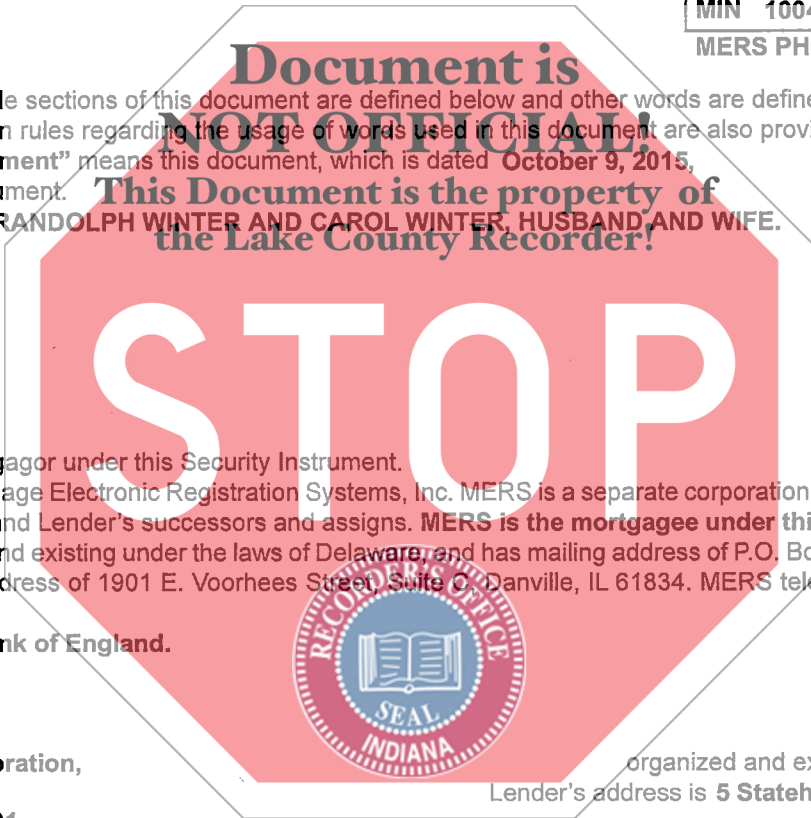 MIN 1004
MERS PH
Document is
le sections of this document are defined below and other words are define
NOT OFFICIAL!
n rules regarding the usage of words used in this document are also provi
ment” means this document, which is dated October 9, 2015,
This Document is the property of
ument.
RANDOLPH WINTER AND CAROL WINTER, HUSBAND AND WIFE.
the Lake County Recorder!
STOP
gagor under this Security Instrument.
age Electronic Registration Systems, Inc. MERS is a separate corporation
nd Lender's successors and assigns. MERS is the mortgagee under thi
nd existing under the laws of Delaware, and has mailing address of P.O. Bo
dress of 1901 E. Voorhees Street, Suite C, Danville, IL 61834. MERS tele
RECORDER'S OFFICE
nk of England.
SEAL
INDIANA
oration,
organized and ex
Lender's address is 5 Stateh